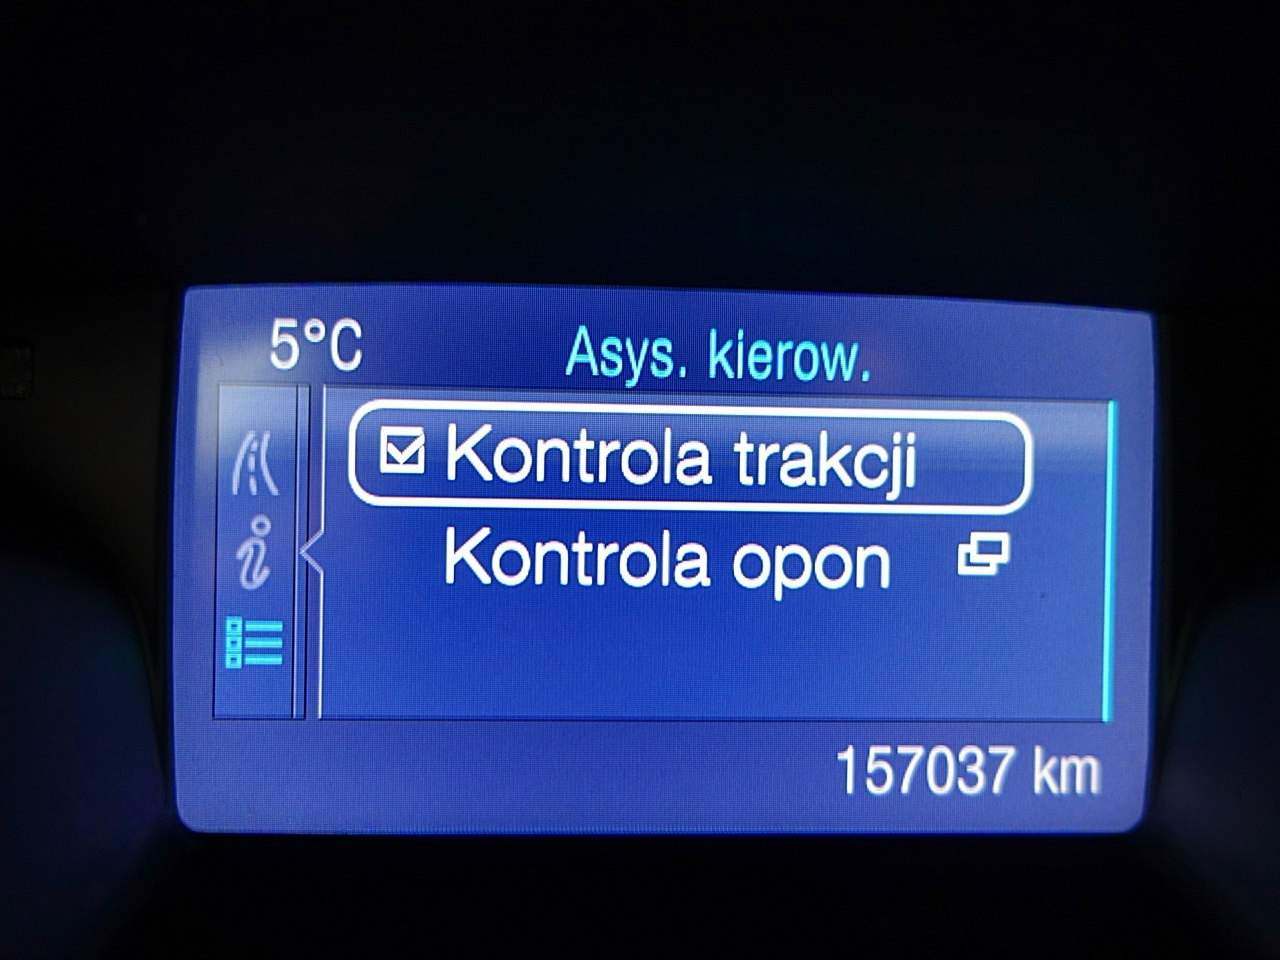 5°C
Asys. kierow.
Kontrola trakcji
Kontrola opon
157037 km